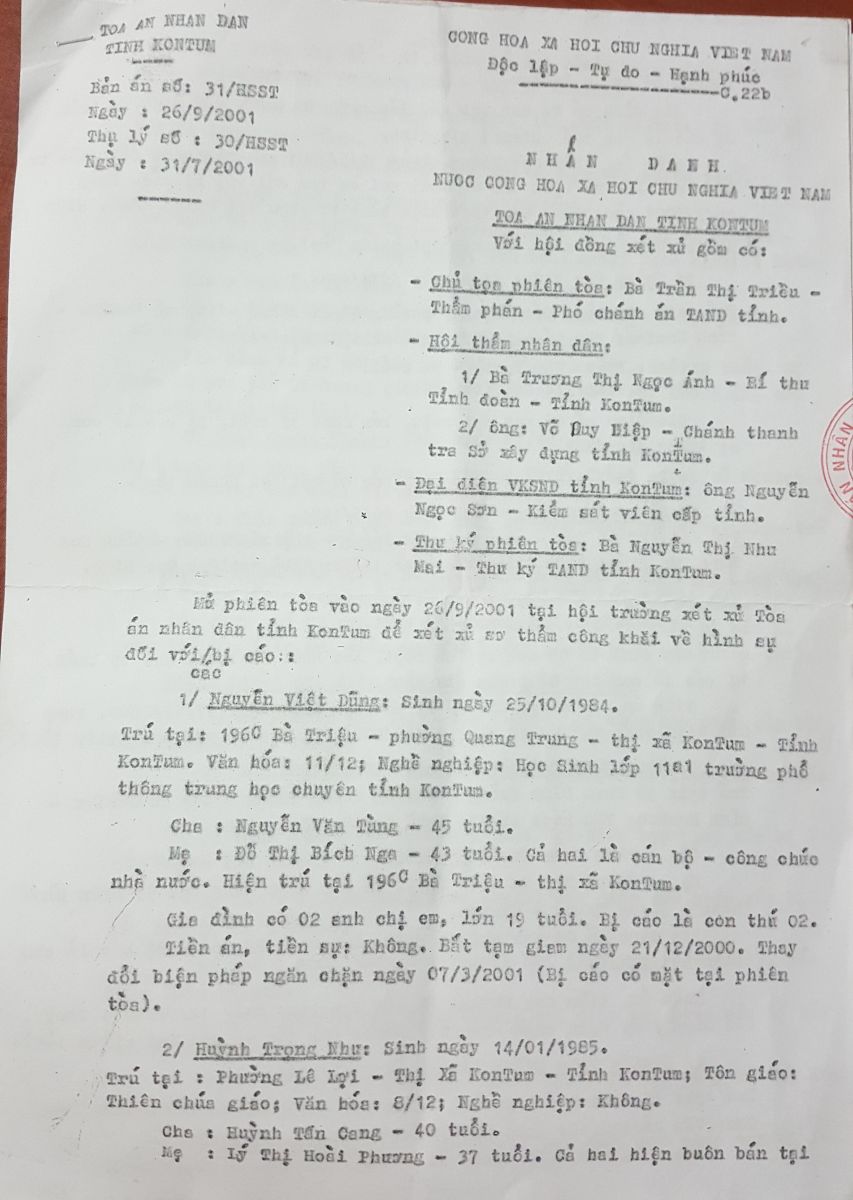 TOA AN NHAN DAN
TINH KONTUM
Bản án số: 31/HSST
Ngày : 26/9/2001
Thụ lý số : 30/HSST
Ngày : 31/7/2001
CONG HOA XA HOI CHU NGHIA VIET NAM
Độc lập - Tự do - Hạnh phúc
C.22b
NHÂN DANH
NUOC CONG HOA XA HOI CHU NGHIA VIET NAM
TOA AN NHAN DAN TINH KONTUM
Với hội đồng xét xử gồm có:
- Chủ tọa phiên tòa: Bà Trần Thị Triều -
Thẩm phán - Phó chánh án TAND tỉnh.
- Hội thẩm nhân dân:
1/ Bà Trương Thị Ngọc Ánh - Bí thư
Tỉnh đoàn - Tỉnh KonTum.
2/ ông: Võ Duy Hiệp - Chánh thanh
tra Sở xây dựng tỉnh KonTum.
- Đại diện VKSND tỉnh KonTum: ông Nguyễn
Ngọc Sơn - Kiểm sát viên cấp tỉnh.
- Thư ký phiên tòa: Bà Nguyễn Thị Như
Mai - Thư ký TAND tỉnh KonTum.
AN NHÂN
Mở phiên tòa vào ngày 26/9/2001 tại hội trường xét xử Tòa
án nhân dân tỉnh KonTum để xét xử sơ thẩm công khãi về hình sự
đối với/bị cáo::
các
1/ Nguyễn Việt Dũng: Sinh ngày 25/10/1984.
Trú tại: 196C Bà Triệu - phường Quang Trung - thị xã KonTum - Tỉnh
KonTum. Văn hóa: 11/12; Nghề nghiệp: Học Sinh lớp 11a1 trường phổ
thông trung học chuyên tỉnh KonTum.
Cha : Nguyễn Văn Tùng - 45 tuổi.
Mẹ : Đỗ Thị Bích Nga - 43 tuổi. Cả hai là cán bộ - công chức
nhà nước. Hiện trú tại 196C Bà Triệu - thị xã KonTum.
Gia đình có 02 anh chị em, lớn 19 tuổi. Bị cáo là con thứ 02.
Tiền án, tiền sự: Không. Bắt tạm giam ngày 21/12/2000. Thay
đổi biện pháp ngăn chặn ngày 07/3/2001 (Bị cáo có mặt tại phiên
tòa).
2/ Huỳnh Trọng Như: Sinh ngày 14/01/1985.
Trú tại : Phường Lê Lợi - Thị Xã KonTum - Tỉnh KonTum; Tôn giáo:
Thiên chúa giáo; Văn hóa: 8/12; Nghề nghiệp: Không.
Cha : Huỳnh Tấn Cang - 40 tuổi.
Mẹ : Lý Thị Hoài Phương - 37 tuổi. Cả hai hiện buôn bán tại